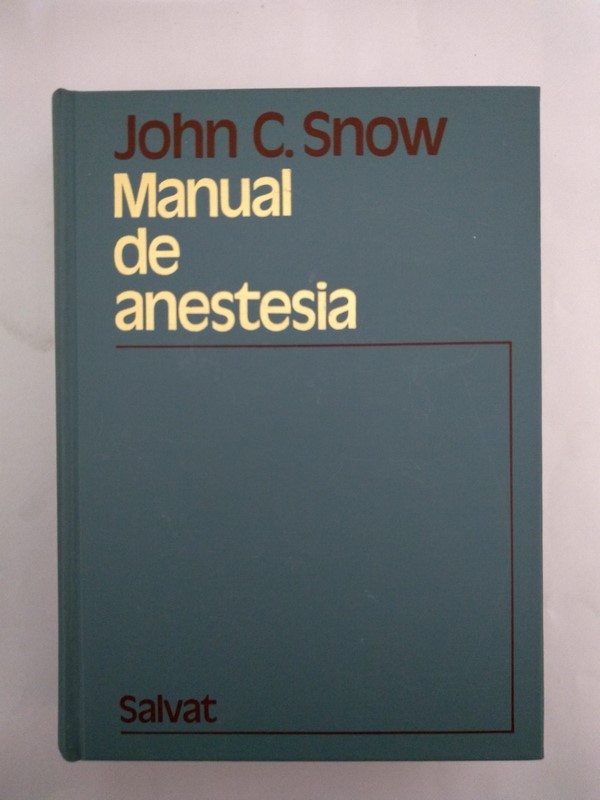 John C. Snow
Manual
de
anestesia
Salvat